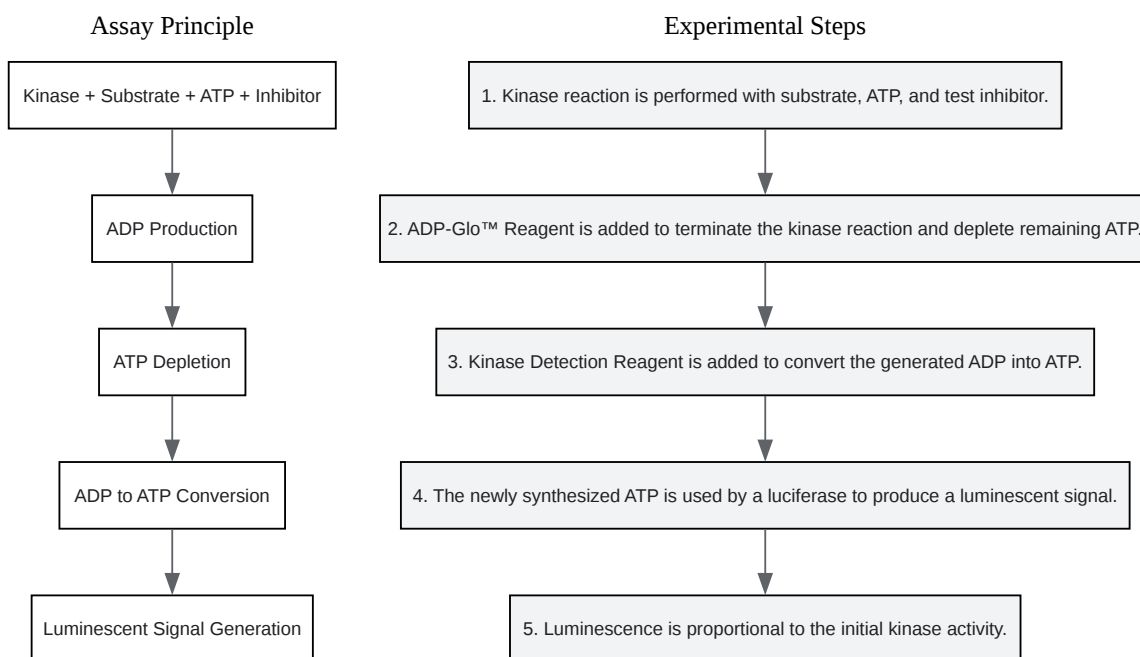 Assay Principle
Kinase + Substrate + ATP + Inhibitor
ADP Production
ATP Depletion
ADP to ATP Conversion
Luminescent Signal Generation
Experimental Steps
1. Kinase reaction is performed with substrate, ATP, and test inhibitor.
2. ADP-Glo™ Reagent is added to terminate the kinase reaction and deplete remaining ATP.
3. Kinase Detection Reagent is added to convert the generated ADP into ATP.
4. The newly synthesized ATP is used by a luciferase to produce a luminescent signal.
5. Luminescence is proportional to the initial kinase activity.